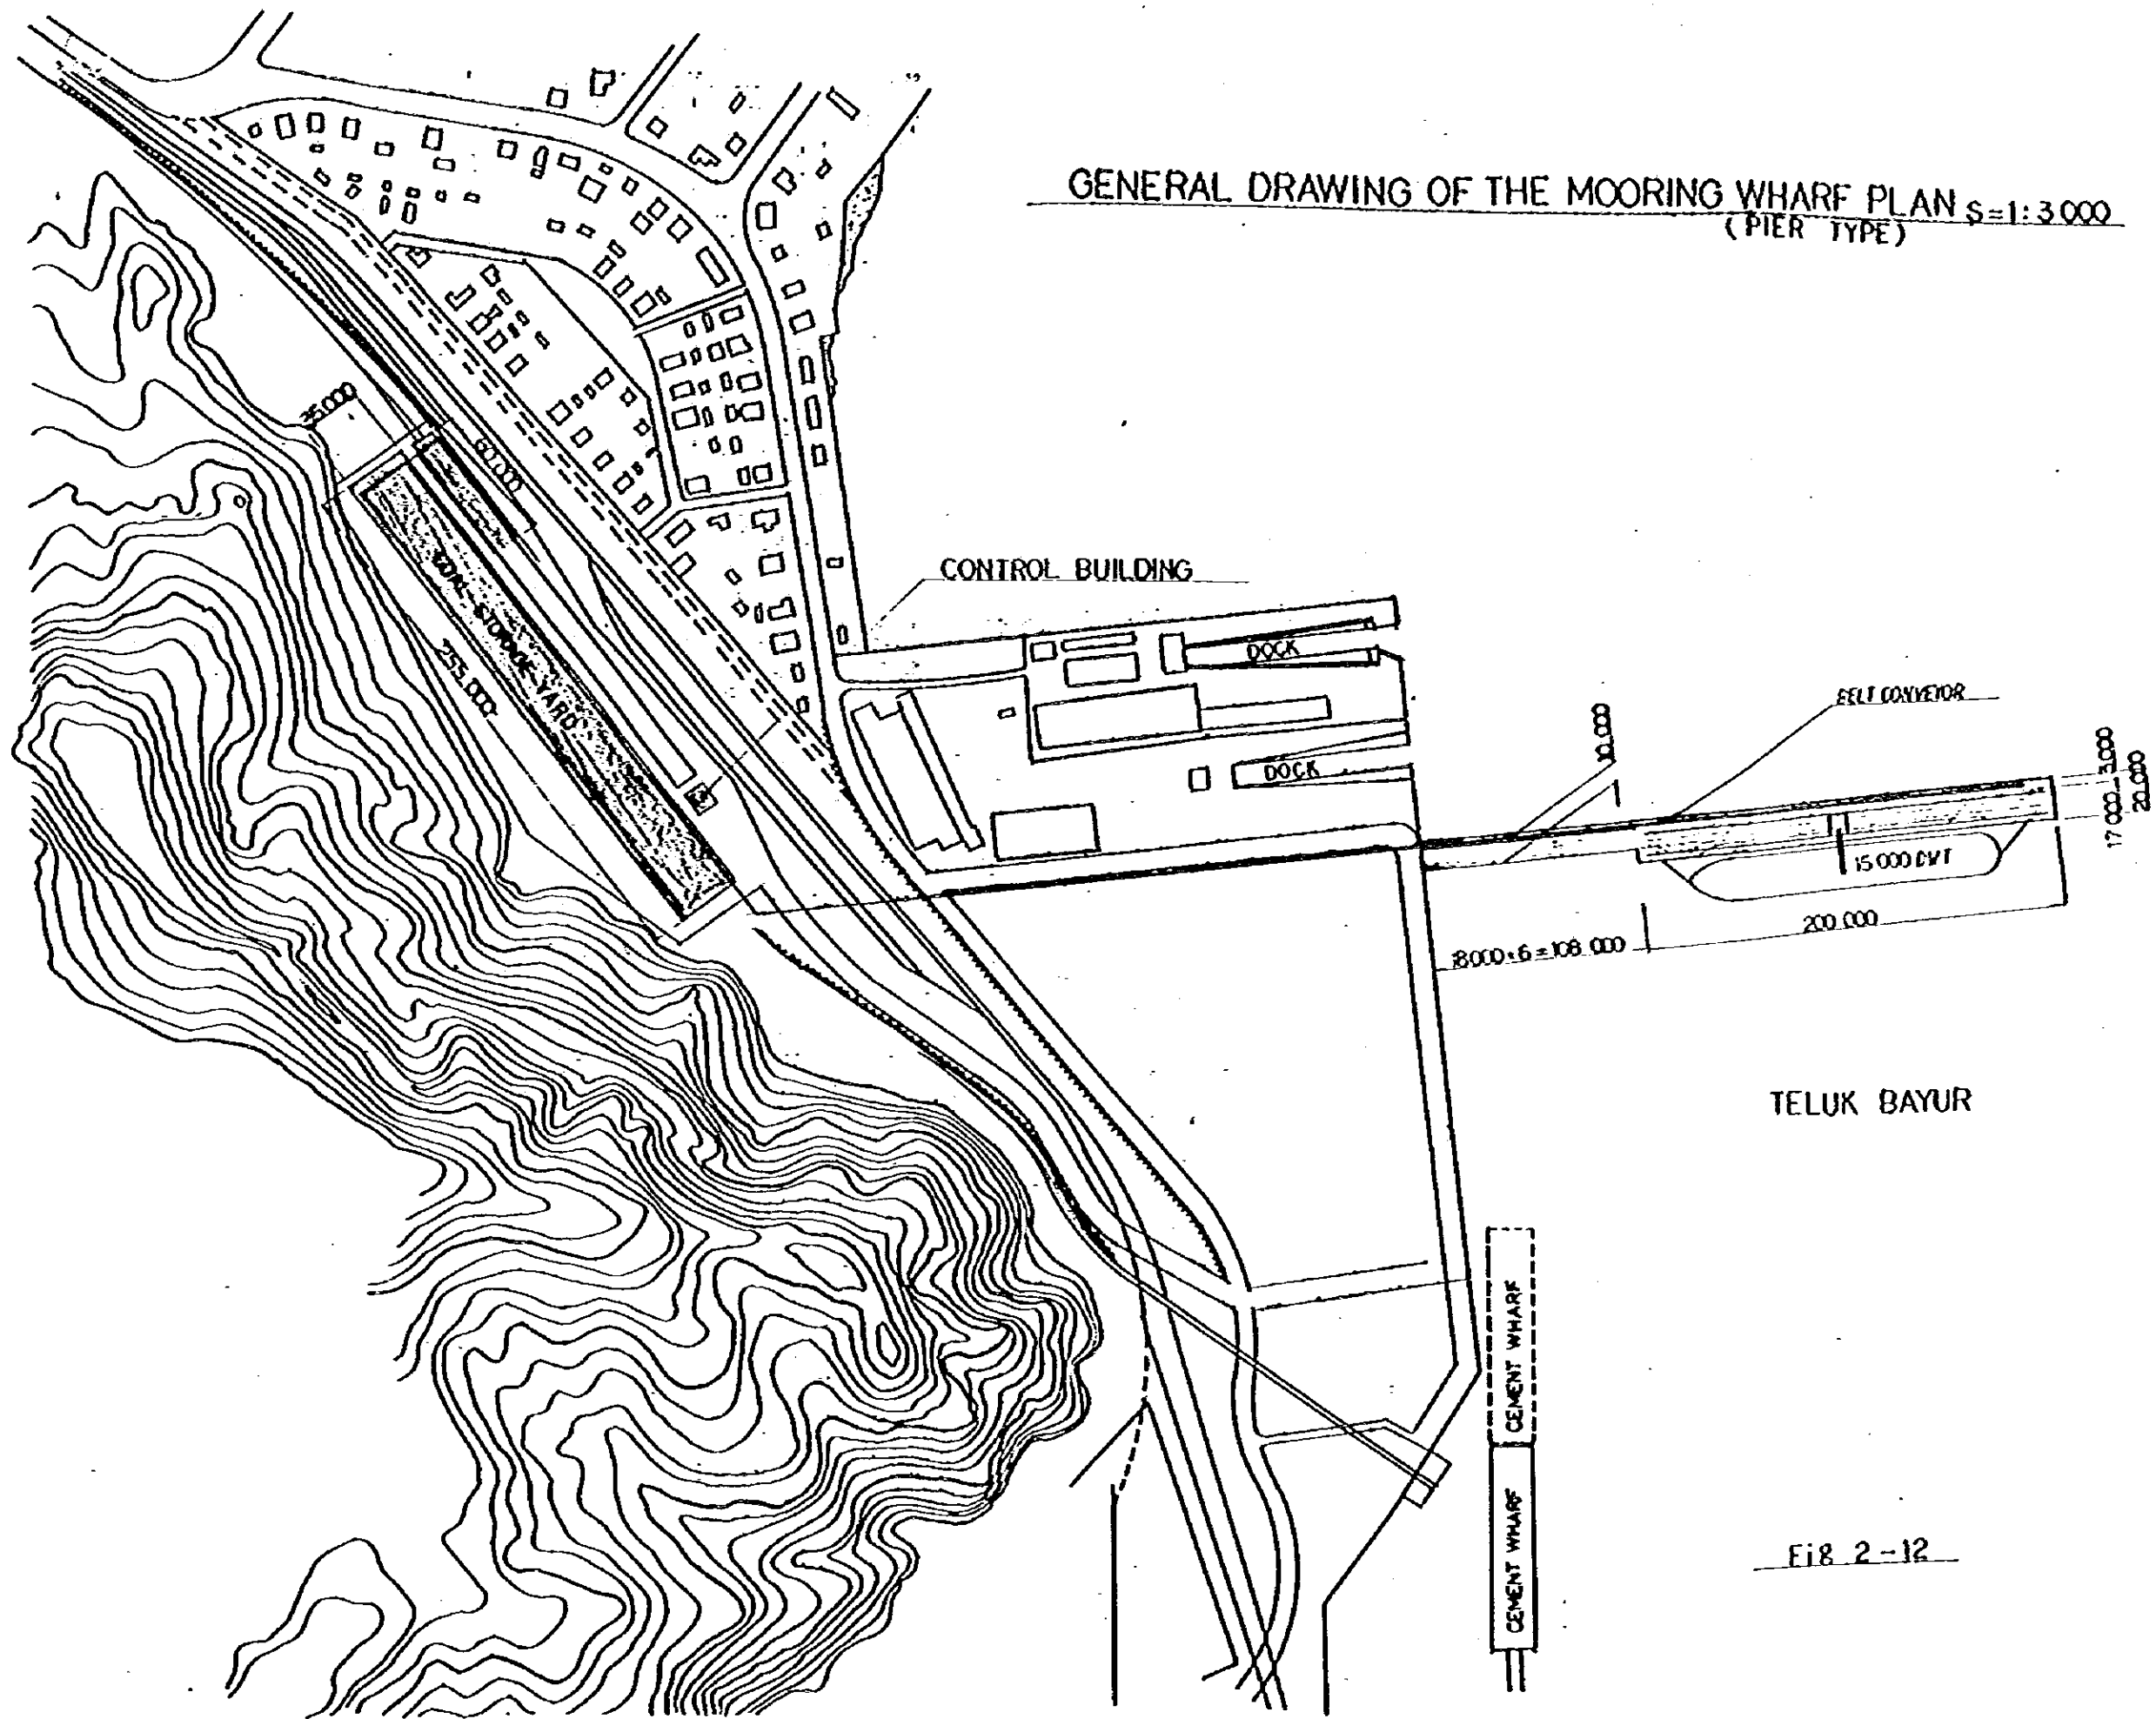 GENERAL DRAWING OF THE MOORING WHARF PLAN S=1:3000
(PIER TYPE)
35.000
60.000
COAL STORAGE YARD
255.000
CONTROL BUILDING
DOCK
DOCK
BELT CONVEYOR
10.000
3.000
17.000
20.000
15 000 DWT
200 000
18000×6=108 000
TELUK BAYUR
CEMENT WHARF
CEMENT WHARF
Fig 2-12